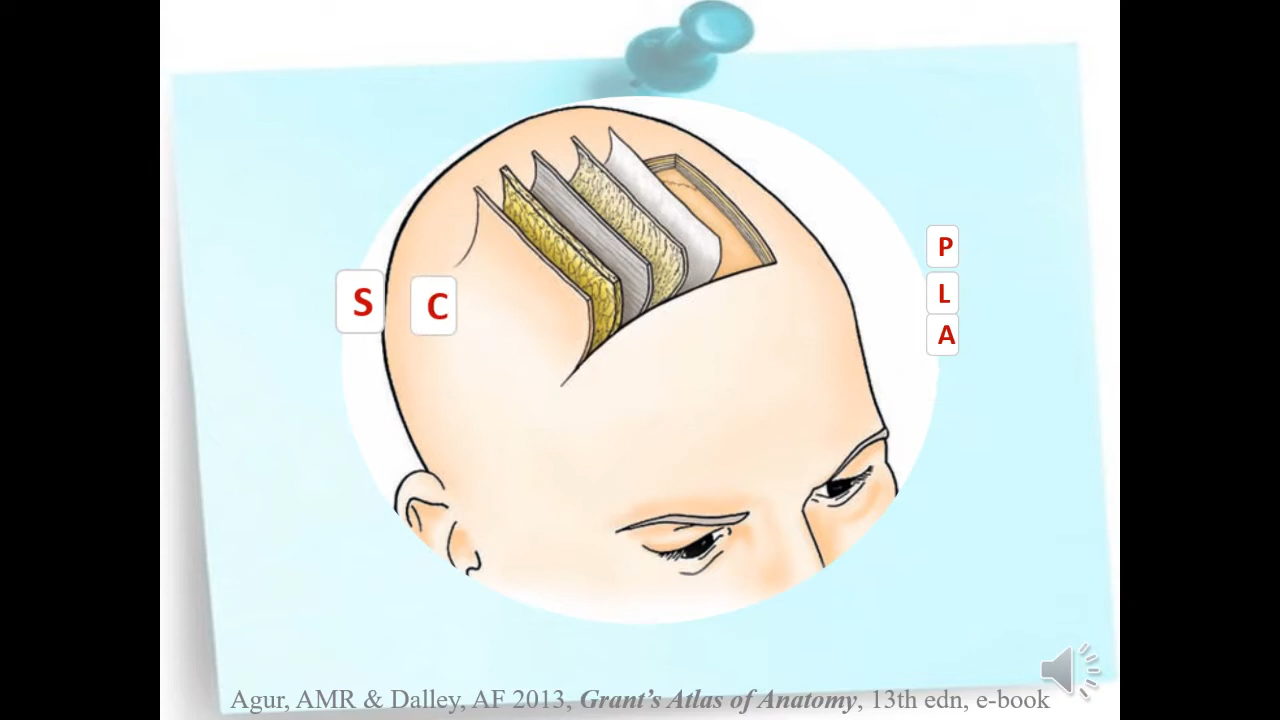 S
C
P
L
A
Agur, AMR & Dalley, AF 2013, Grant's Atlas of Anatomy, 13th edn, e-book